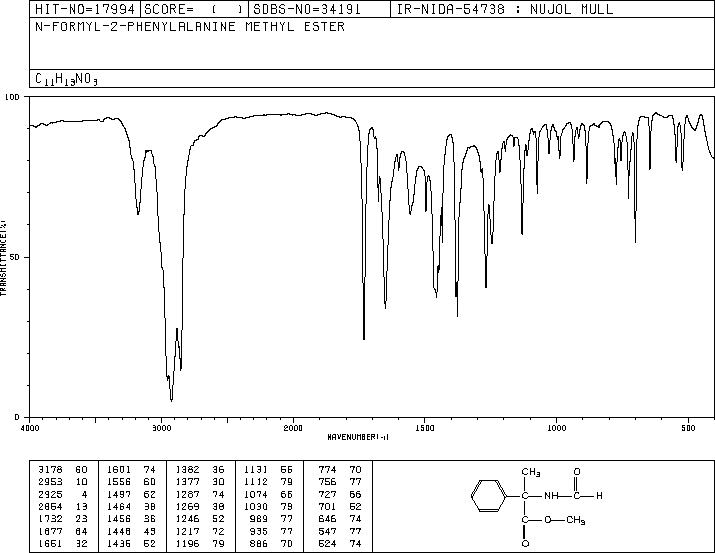 HIT-NO=17994 SCORE= ( ) SDBS-NO=34191 IR-NIDA-54738 : NUJOL MULL
N-FORMYL-2-PHENYLALANINE METHYL ESTER
C11H13NO3
100
50
0
TRANSMITTANCE(%)
4000 3000 2000 1500 1000 500
WAVENUMBER(-1)
3178 60 1601 74 1382 36 1131 55 774 70
2953 10 1556 60 1377 30 1112 79 756 77
2925 4 1497 62 1287 74 1074 66 727 66
2854 13 1464 38 1269 38 1030 79 701 52
1732 23 1456 36 1246 52 989 77 646 74
1677 64 1448 43 1217 72 935 77 547 77
1651 32 1436 52 1196 79 886 70 524 74
CH3 O
C NH C H
C O CH3
O